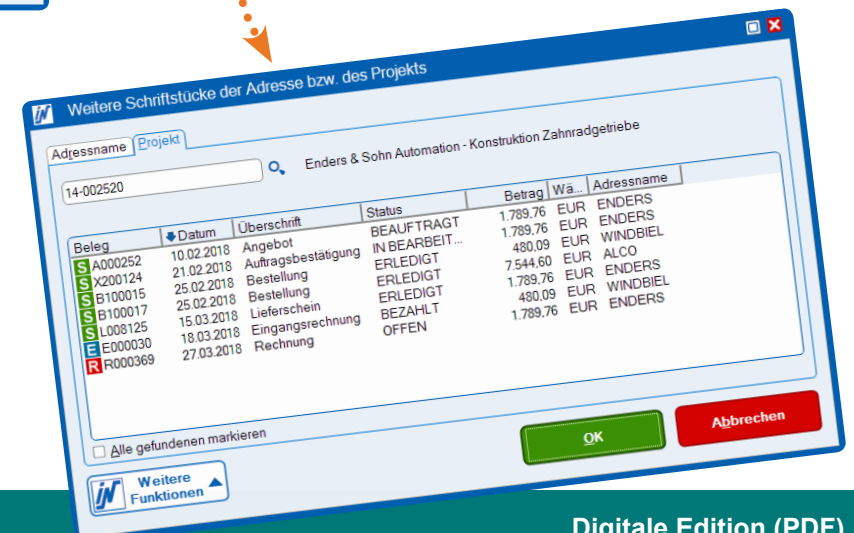 Weitere Schriftstücke der Adresse bzw. des Projekts
Adressname Projekt
14-002520 Enders & Sohn Automation - Konstruktion Zahnradgetriebe
Beleg Datum Überschrift Status Betrag Wä... Adressname
S A000252 10.02.2018 Angebot BEAUFTRAGT 1.789,76 EUR ENDERS
S X200124 21.02.2018 Auftragsbestätigung IN BEARBEIT... 1.789,76 EUR ENDERS
S B100015 25.02.2018 Bestellung ERLEDIGT 480,09 EUR WINDBIEL
S B100017 25.02.2018 Bestellung ERLEDIGT 7.544,60 EUR ALCO
S L008125 15.03.2018 Lieferschein ERLEDIGT 1.789,76 EUR ENDERS
E E000030 18.03.2018 Eingangsrechnung BEZAHLT 480,09 EUR WINDBIEL
R R000369 27.03.2018 Rechnung OFFEN 1.789,76 EUR ENDERS
Alle gefundenen markieren
OK
Abbrechen
Weitere
Funktionen
Digitale Edition (PDF)